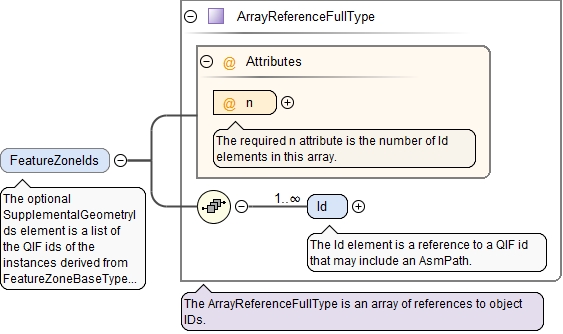 ArrayReferenceFullType
@ Attributes
@ n
The required n attribute is the number of Id
elements in this array.
FeatureZoneIds
The optional
SupplementalGeometryI
ds element is a list of
the QIF ids of the
instances derived from
FeatureZoneBaseType...
1..∞
Id
The Id element is a reference to a QIF id
that may include an AsmPath.
The ArrayReferenceFullType is an array of references to object
IDs.